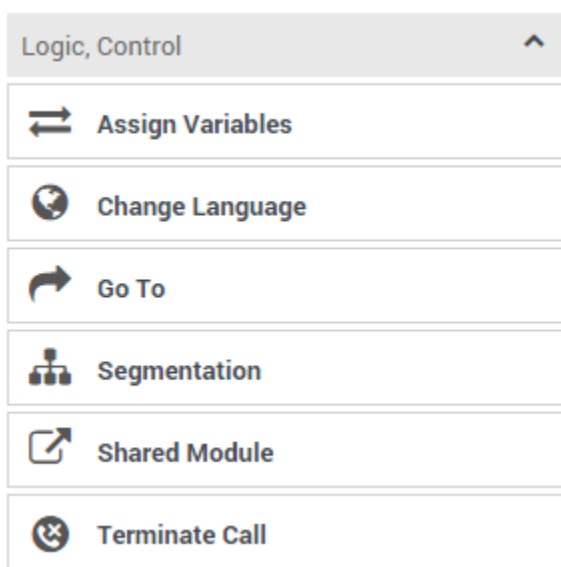 Logic, Control
Assign Variables
Change Language
Go To
Segmentation
Shared Module
Terminate Call